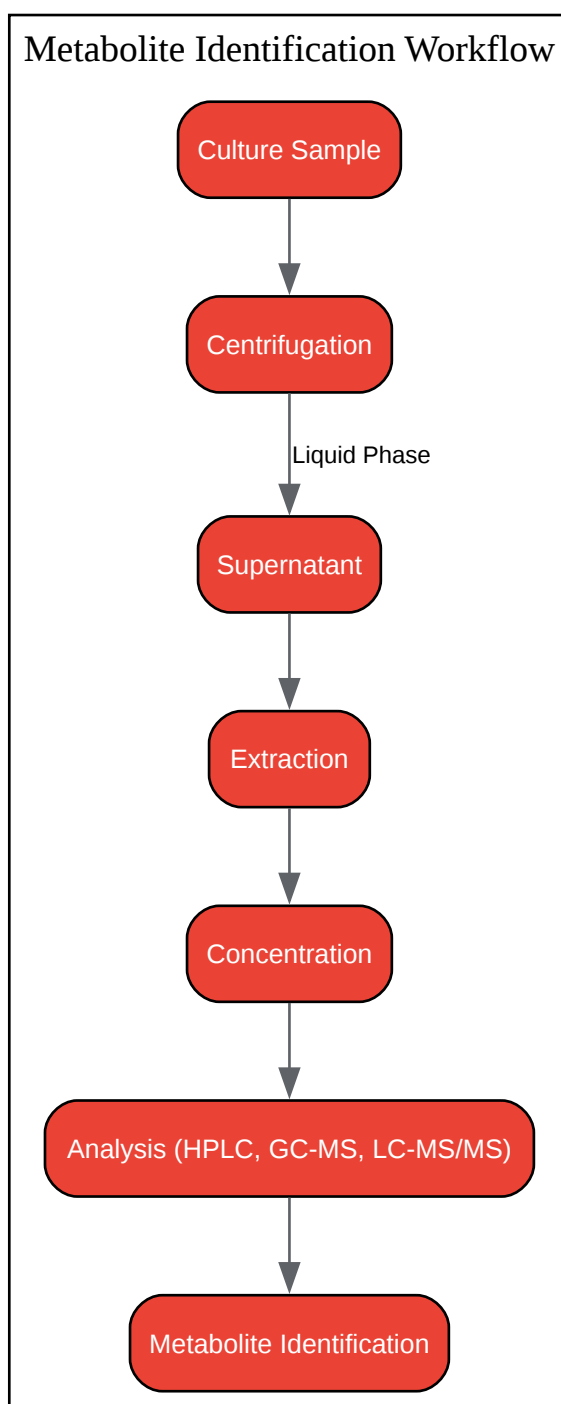 Metabolite Identification Workflow
Culture Sample
Centrifugation
Liquid Phase
Supernatant
Extraction
Concentration
Analysis (HPLC, GC-MS, LC-MS/MS)
Metabolite Identification